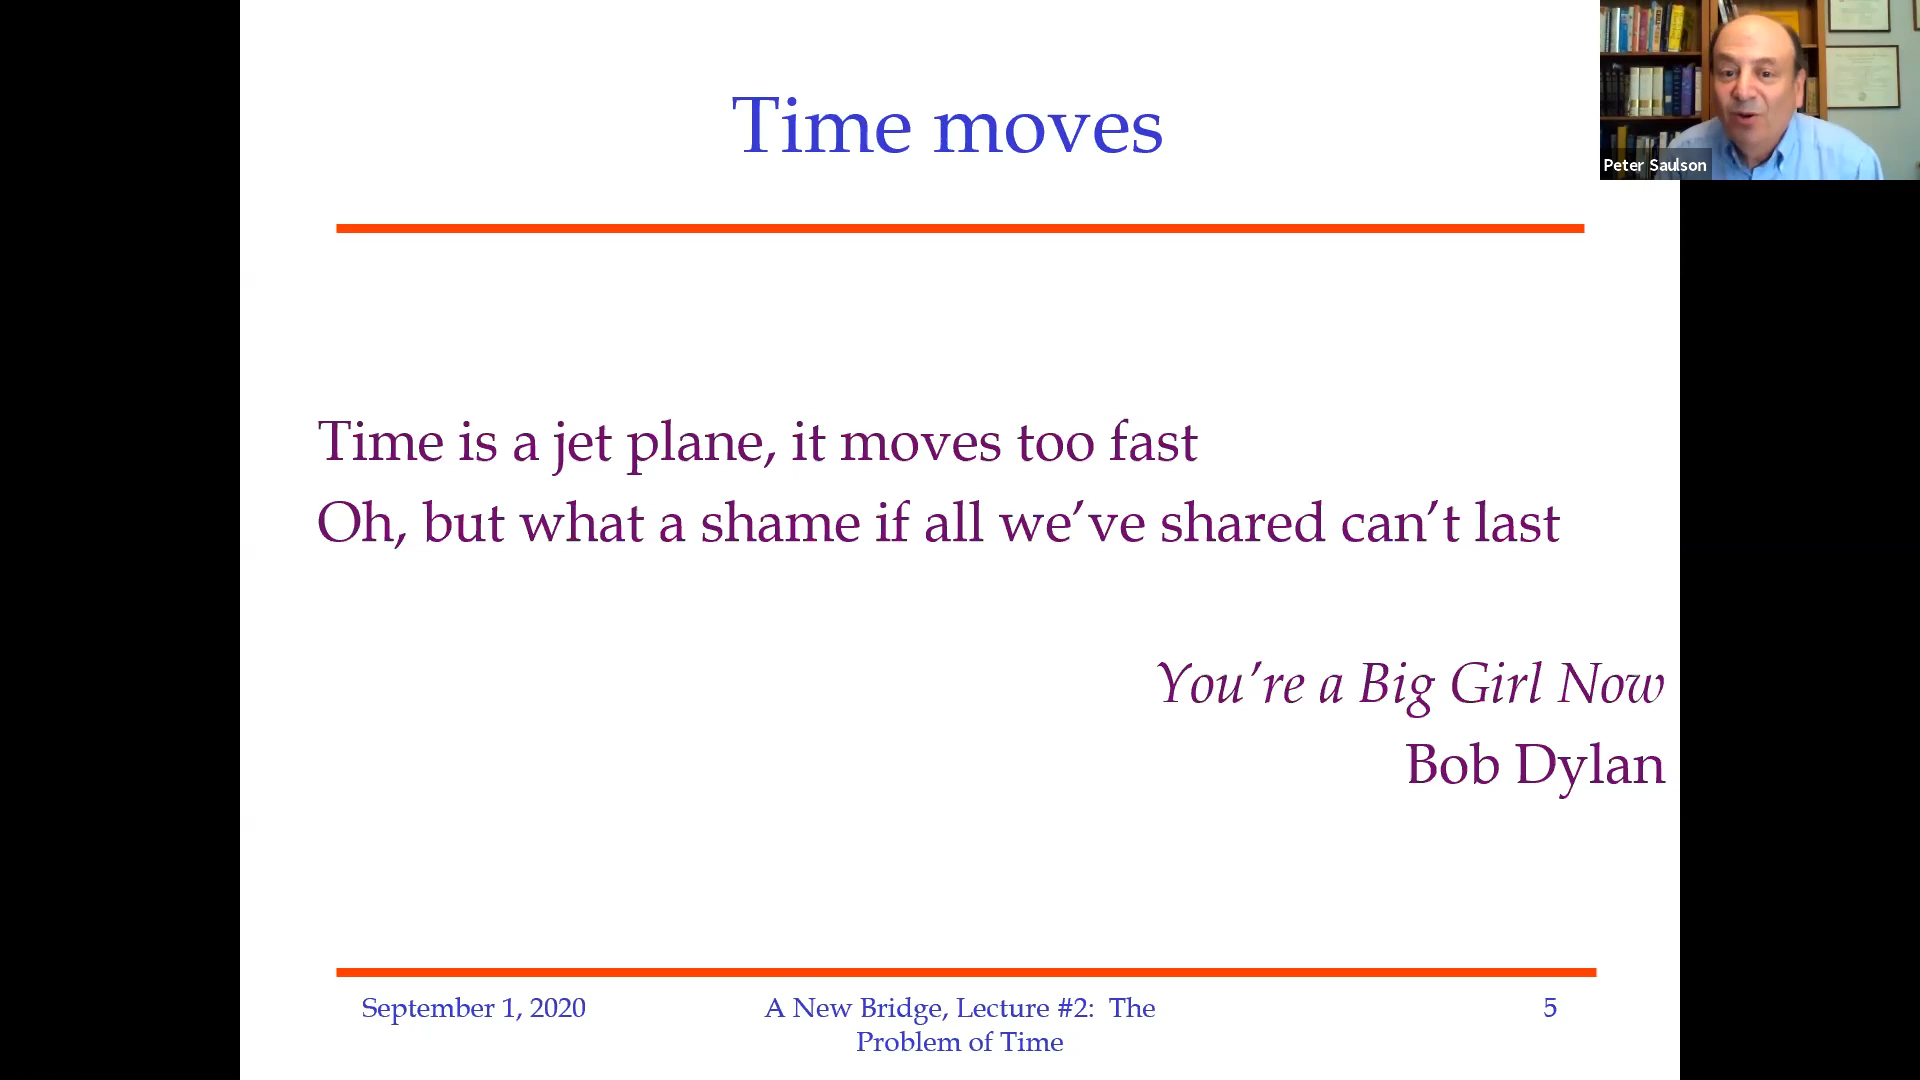 Time moves
Peter Saulson
Time is a jet plane, it moves too fast
Oh, but what a shame if all we’ve shared can’t last
You’re a Big Girl Now
Bob Dylan
September 1, 2020
A New Bridge, Lecture #2: The
Problem of Time
5